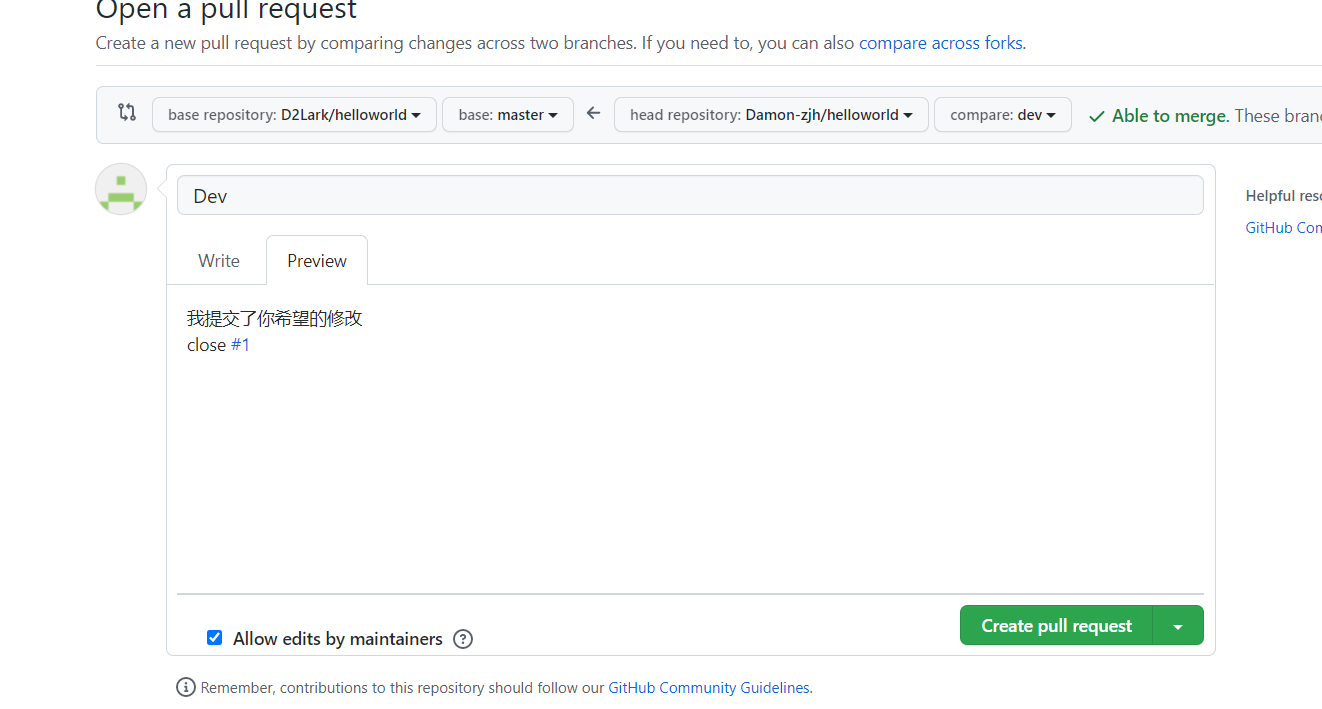 Open a pull request
Create a new pull request by comparing changes across two branches. If you need to, you can also compare across forks.
base repository: D2Lark/helloworld base: master head repository: Damon-zjh/helloworld compare: dev Able to merge. These bran
Dev
Helpful reso
GitHub Com
Write Preview
我提交了你希望的修改
close #1
Allow edits by maintainers ?
Create pull request
Remember, contributions to this repository should follow our GitHub Community Guidelines.